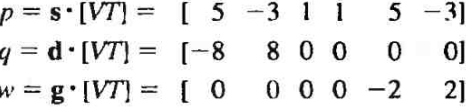 p = s · [VT] = [ 5 −3 1 1 5 −3]
q = d · [VT] = [−8 8 0 0 0 0]
w = g · [VT] = [ 0 0 0 0 −2 2]